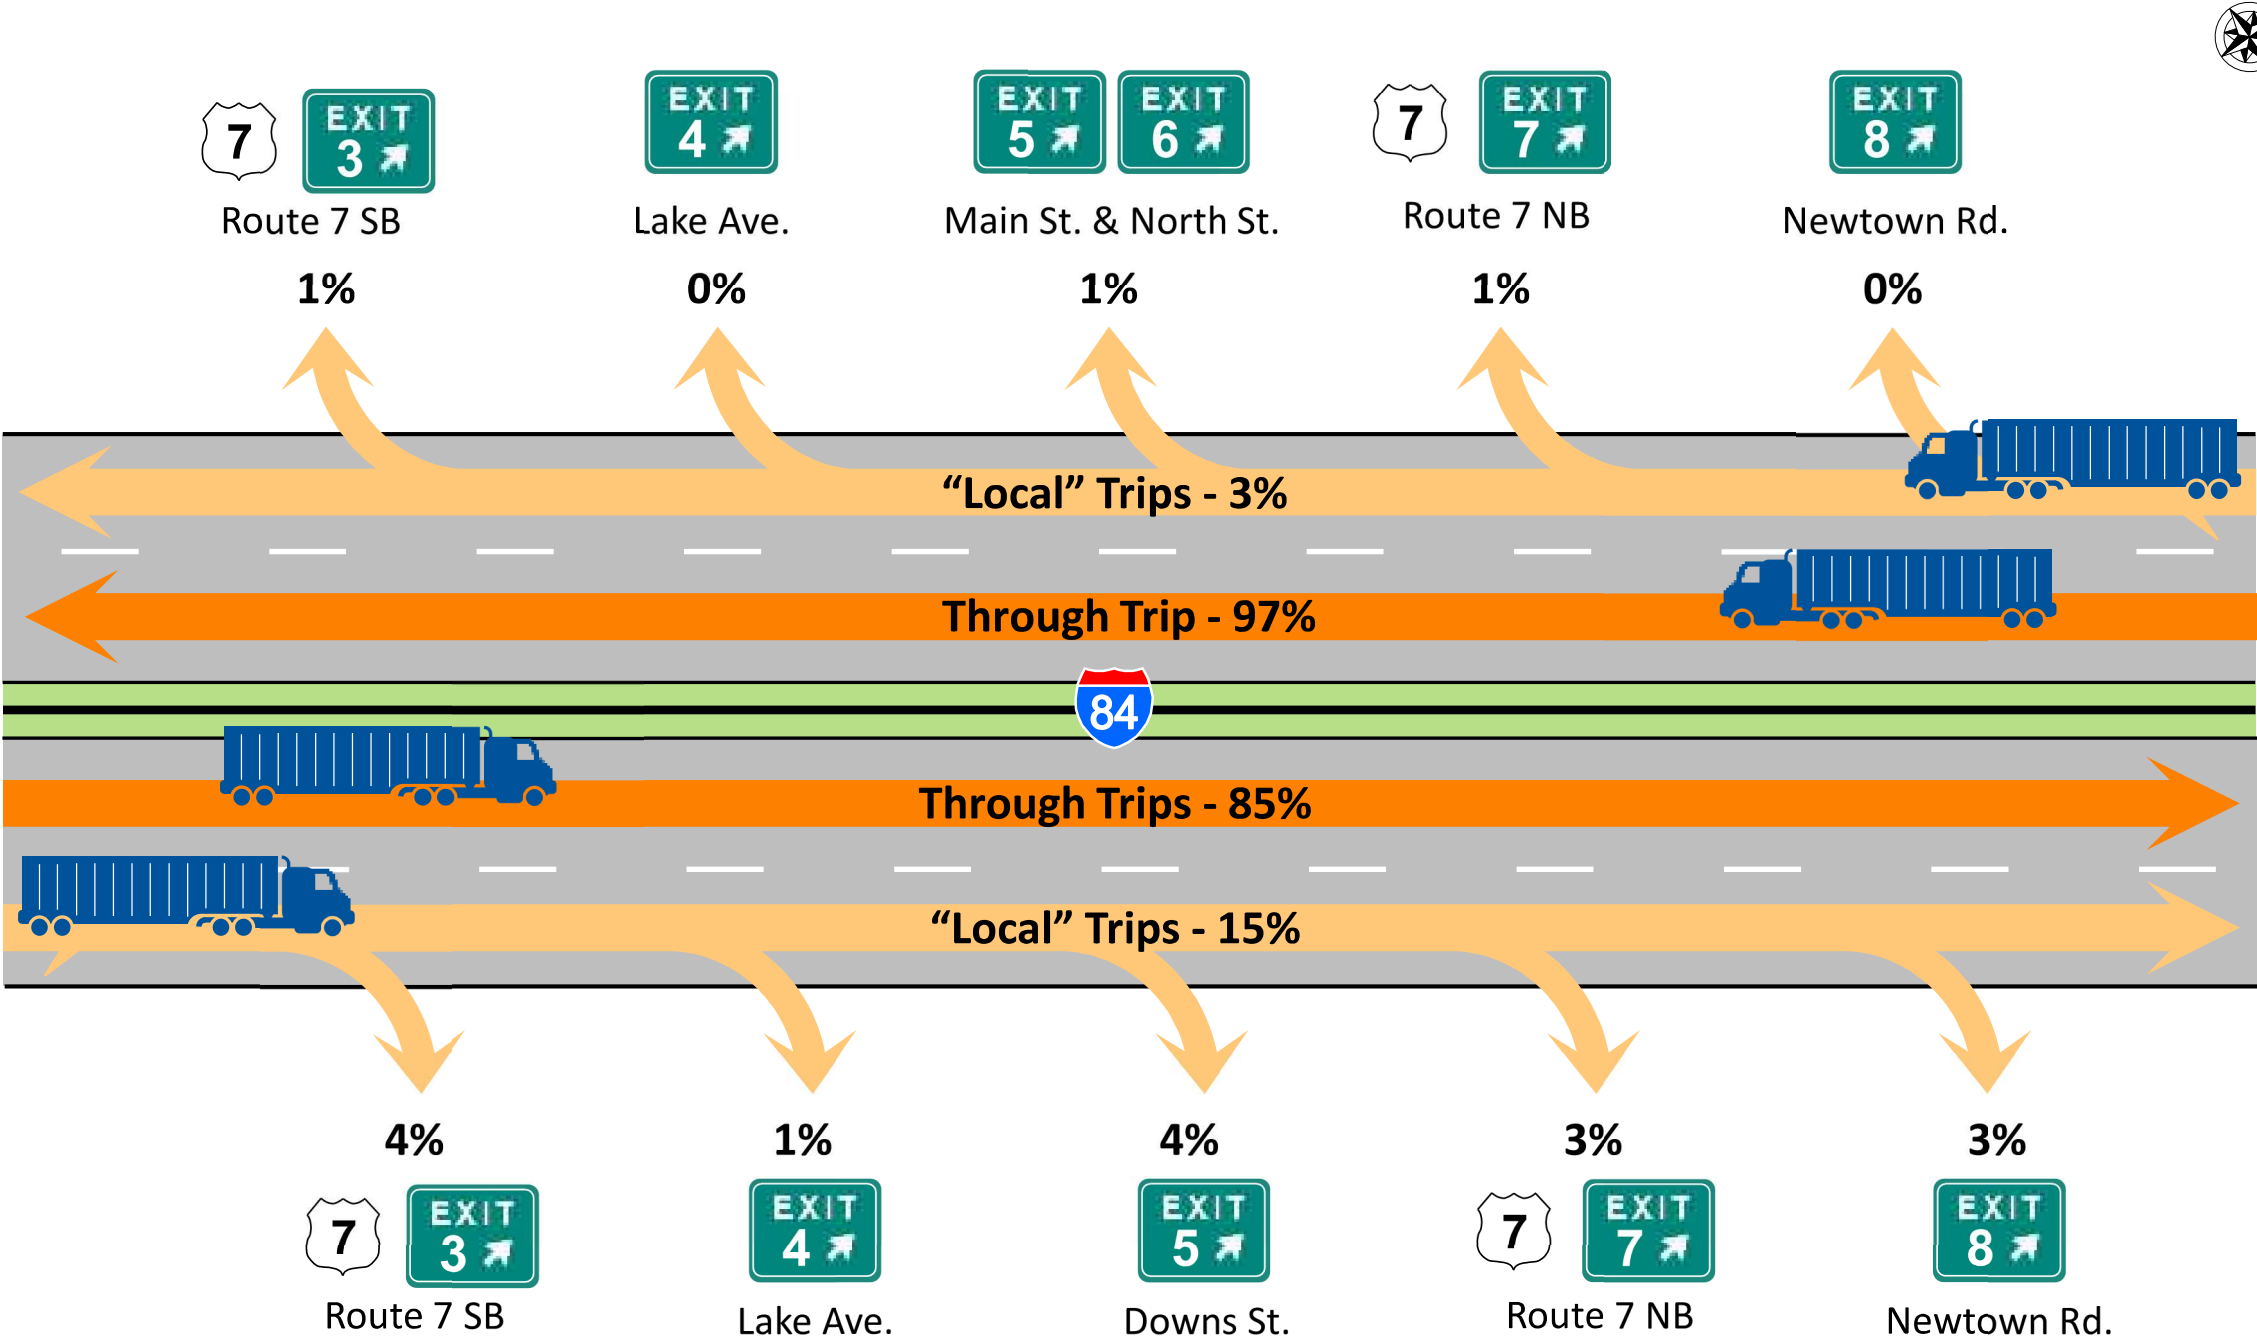 7
EXIT
3
Route 7 SB
1%
EXIT
4
Lake Ave.
0%
EXIT
5
EXIT
6
Main St. & North St.
1%
7
EXIT
7
Route 7 NB
1%
EXIT
8
Newtown Rd.
0%
“Local” Trips - 3%
Through Trip - 97%
84
Through Trips - 85%
“Local” Trips - 15%
4%
7
EXIT
3
Route 7 SB
1%
EXIT
4
Lake Ave.
4%
EXIT
5
Downs St.
3%
7
EXIT
7
Route 7 NB
3%
EXIT
8
Newtown Rd.